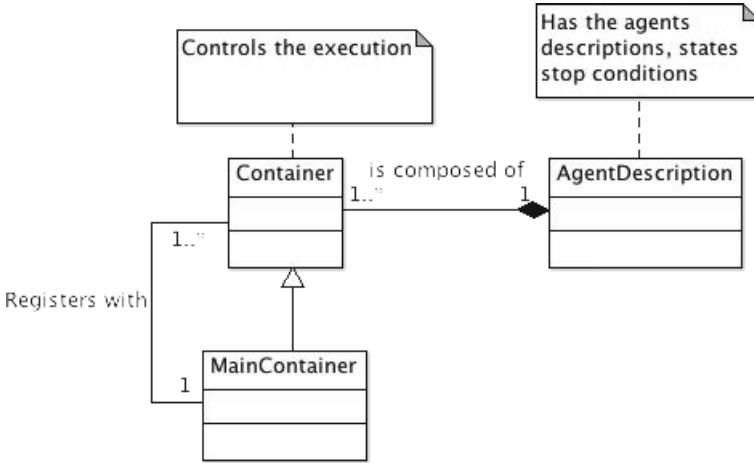 Controls the execution
Has the agents
descriptions, states
stop conditions
Container
is composed of
1..*
1
AgentDescription
1..*
Registers with
1
MainContainer